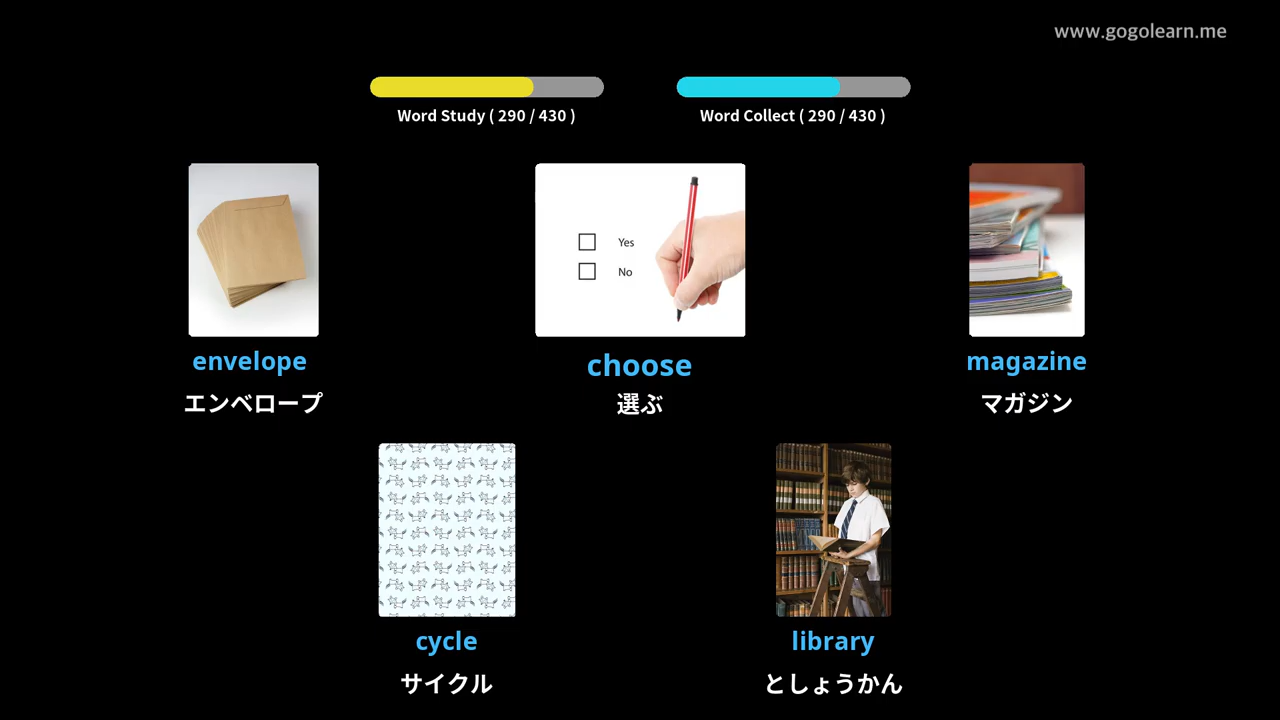 www.gogolearn.me
Word Study ( 290 / 430 )
Word Collect ( 290 / 430 )
Yes
No
envelope
choose
magazine
エンベロープ
選ぶ
マガジン
cycle
library
サイクル
としょうかん